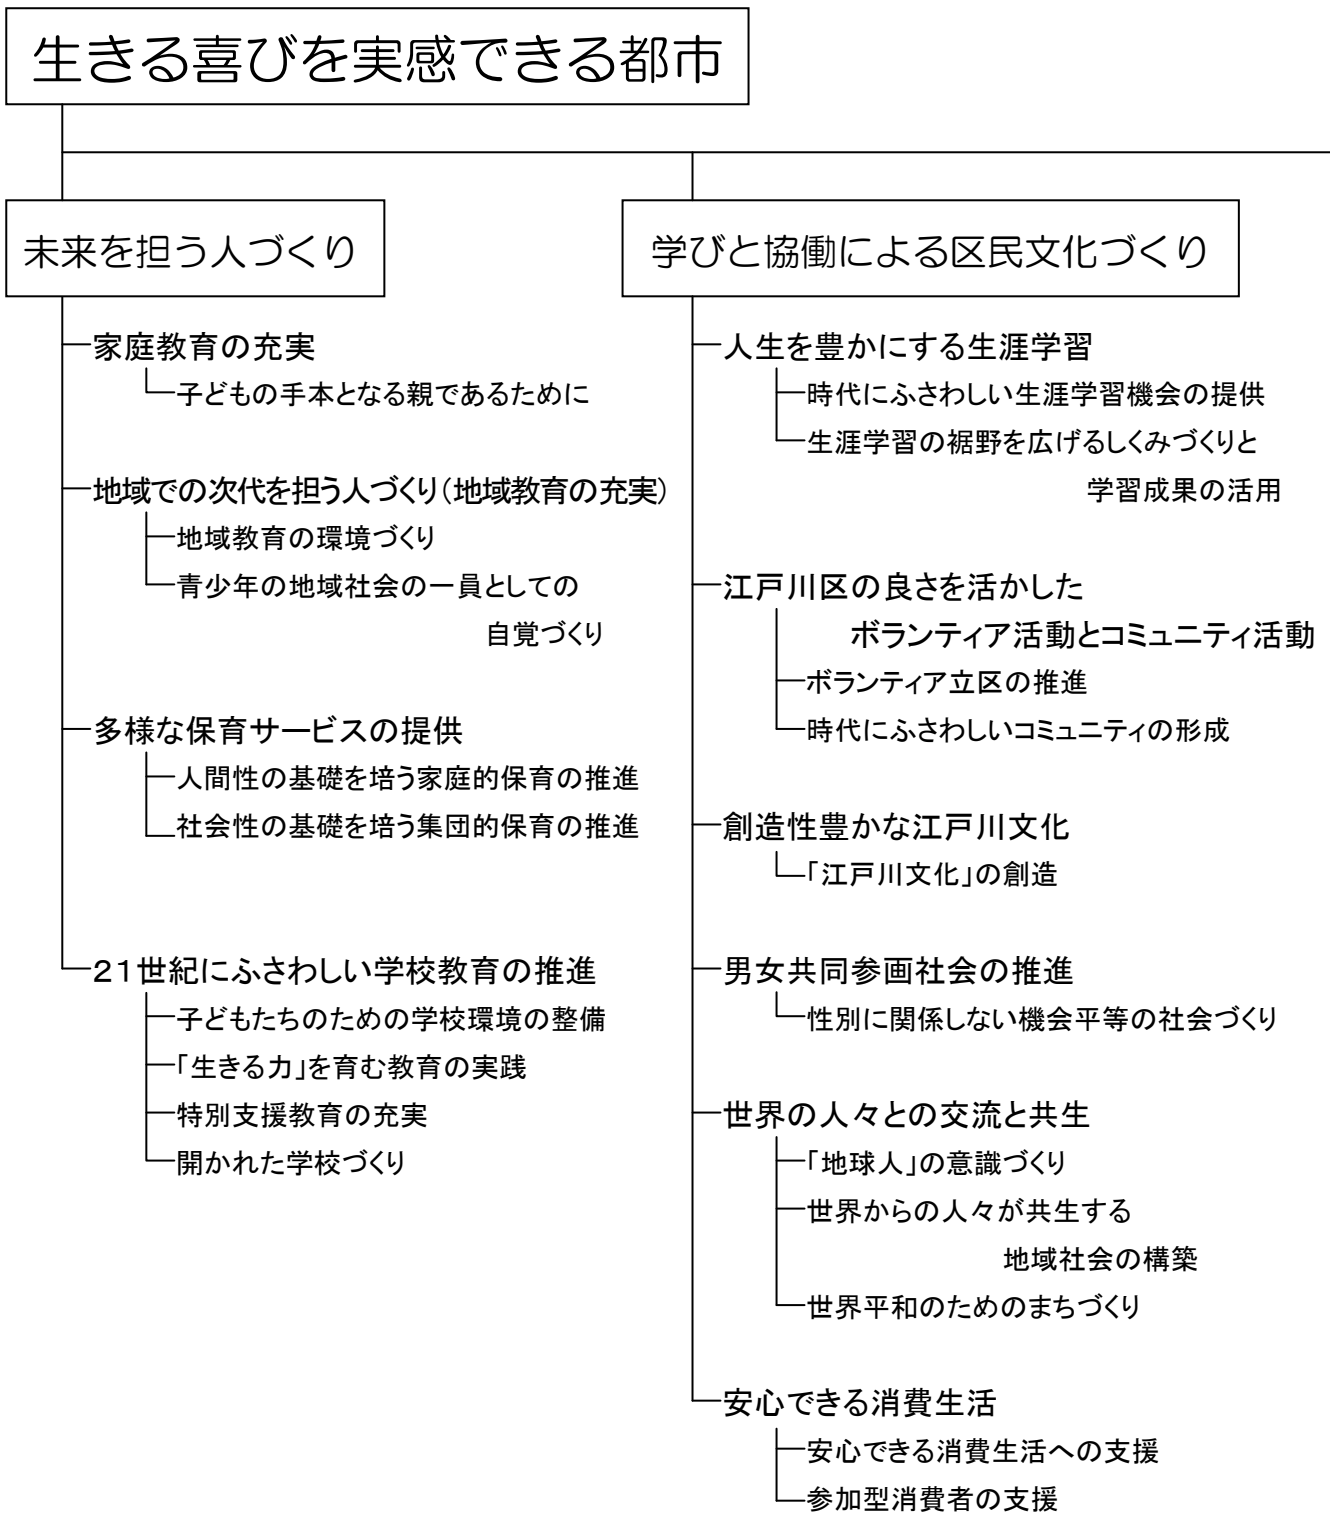 生きる喜びを実感できる都市
未来を担う人づくり
家庭教育の充実
子どもの手本となる親であるために
地域での次代を担う人づくり（地域教育の充実）
地域教育の環境づくり
青少年の地域社会の一員としての
自覚づくり
多様な保育サービスの提供
人間性の基礎を培う家庭的保育の推進
社会性の基礎を培う集団的保育の推進
２１世紀にふさわしい学校教育の推進
子どもたちのための学校環境の整備
「生きる力」を育む教育の実践
特別支援教育の充実
開かれた学校づくり
学びと協働による区民文化づくり
人生を豊かにする生涯学習
時代にふさわしい生涯学習機会の提供
生涯学習の裾野を広げるしくみづくりと
学習成果の活用
江戸川区の良さを活かした
ボランティア活動とコミュニティ活動
ボランティア立区の推進
時代にふさわしいコミュニティの形成
創造性豊かな江戸川文化
「江戸川文化」の創造
男女共同参画社会の推進
性別に関係しない機会平等の社会づくり
世界の人々との交流と共生
「地球人」の意識づくり
世界からの人々が共生する
地域社会の構築
世界平和のためのまちづくり
安心できる消費生活
安心できる消費生活への支援
参加型消費者の支援